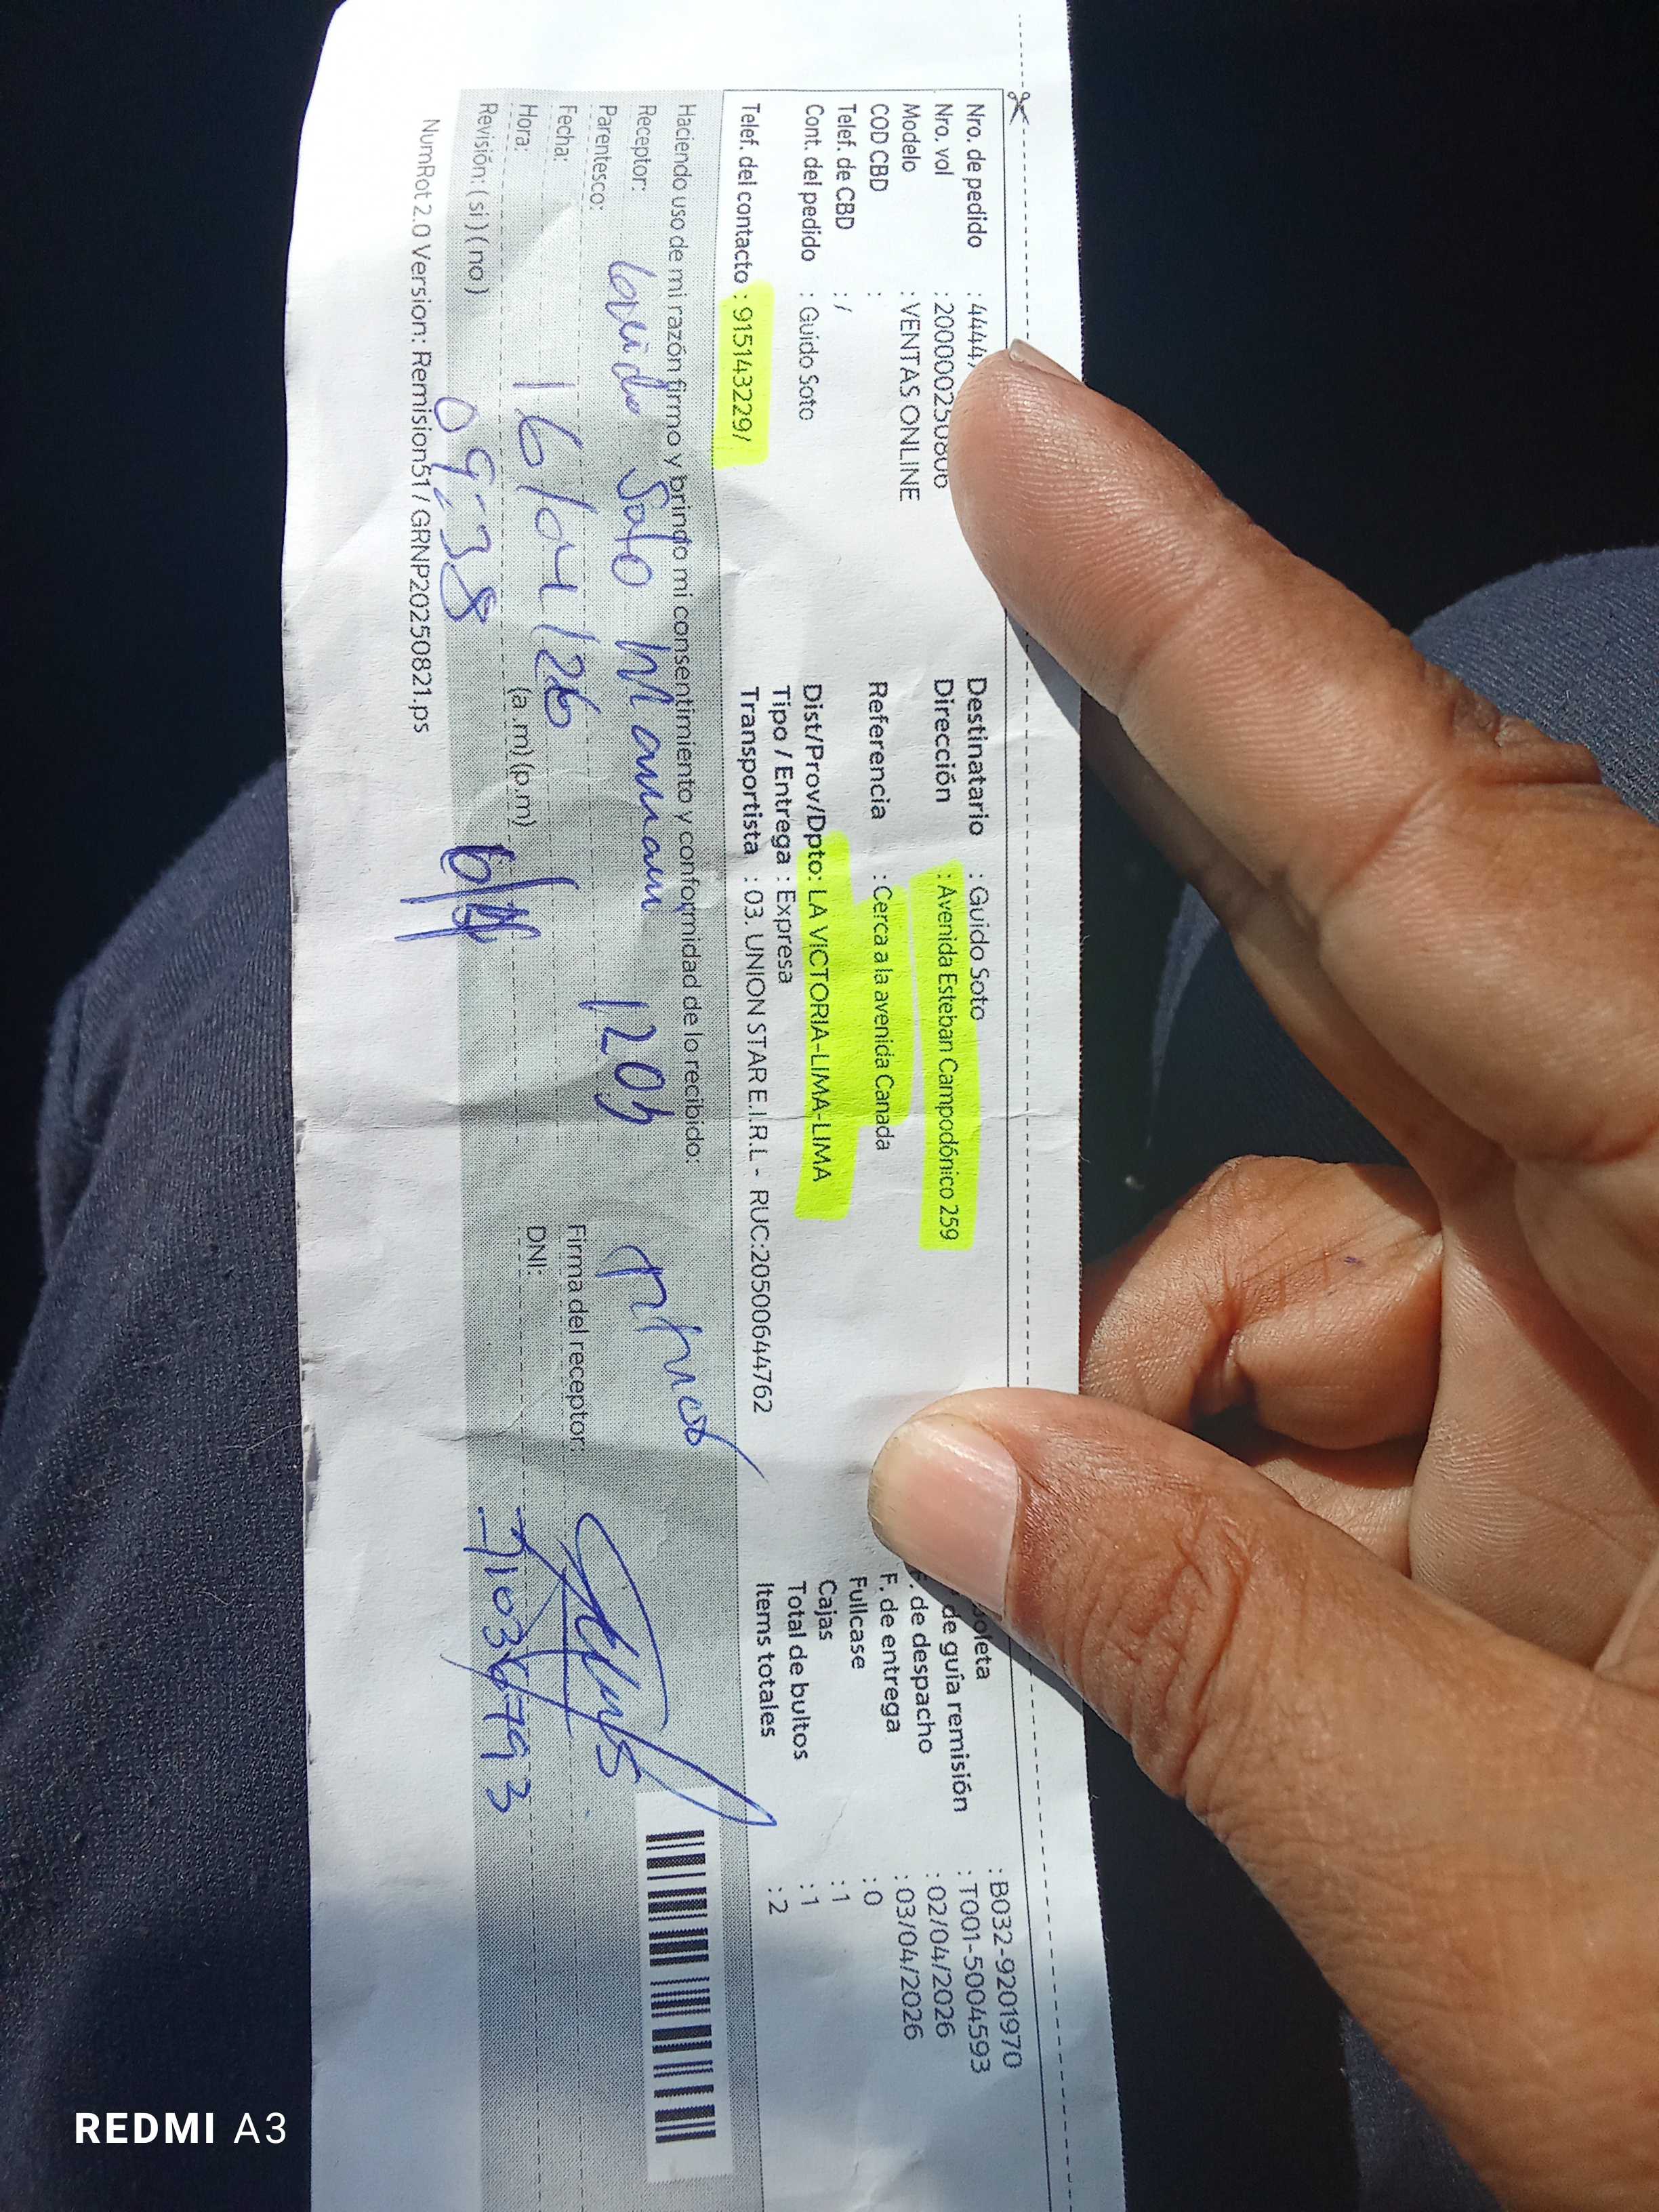 Nro. de pedido : 4444
Nro. vol : 20000025080
Modelo : VENTAS ONLINE
COD CBD :
Telef. de CBD : /
Cont. del pedido : Guido Soto
Telef. del contacto : 915143229/
Destinatario : Guido Soto
Dirección : Avenida Esteban Campodónico 259
Referencia : Cerca a la avenida Canada
Dist/Prov/Dpto: LA VICTORIA-LIMA-LIMA
Tipo / Entrega : Expresa
Transportista : 03. UNION STAR E.I.R.L - RUC:20500644762
boleta : B032-9201970
de guía remisión : T001-5004593
. de despacho : 02/04/2026
F. de entrega : 03/04/2026
Fullcase : 0
Cajas : 1
Total de bultos : 1
Items totales : 2
Haciendo uso de mi razón firmo y brindo mi consentimiento y conformidad de lo recibido:
Receptor: Guido Soto Mamani
Parentesco:
Fecha: 16/04/26
Hora: 09:38 (a.m) (p.m)
Revisión: ( si ) ( no )
Firma del receptor:
DNI:
NumRot 2.0 Version: Remision51 / GRNP20250821.ps
REDMI A3